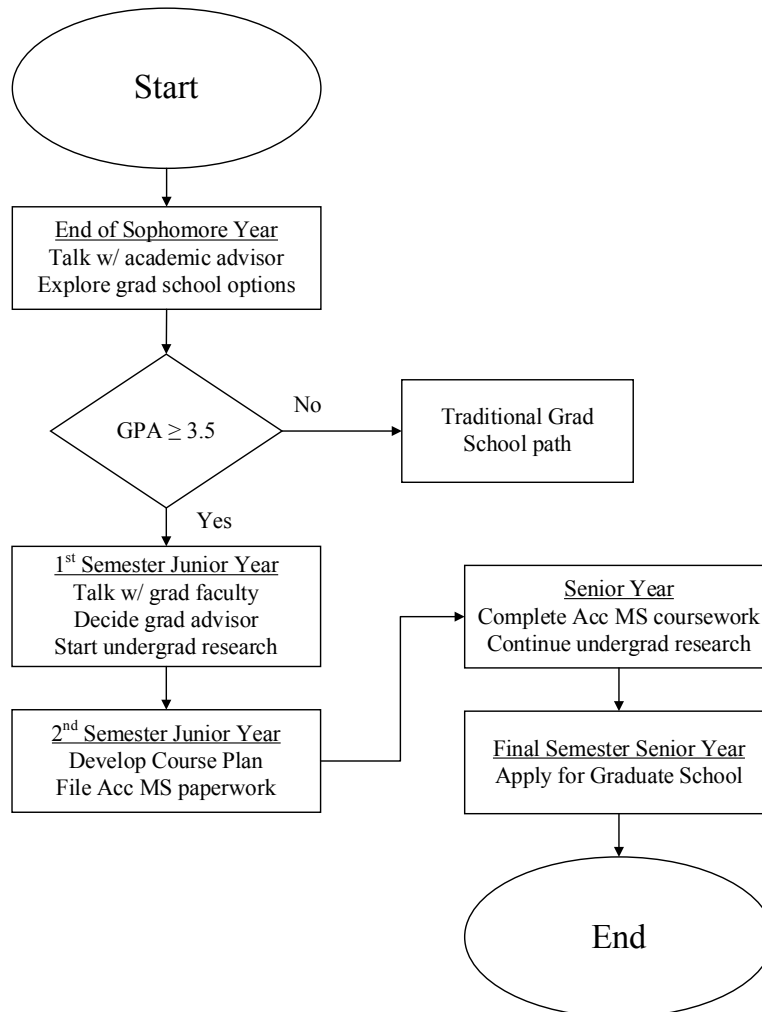 Start
End of Sophomore Year
Talk w/ academic advisor
Explore grad school options
GPA ≥ 3.5
No
Traditional Grad
School path
Yes
1st Semester Junior Year
Talk w/ grad faculty
Decide grad advisor
Start undergrad research
2nd Semester Junior Year
Develop Course Plan
File Acc MS paperwork
Senior Year
Complete Acc MS coursework
Continue undergrad research
Final Semester Senior Year
Apply for Graduate School
End